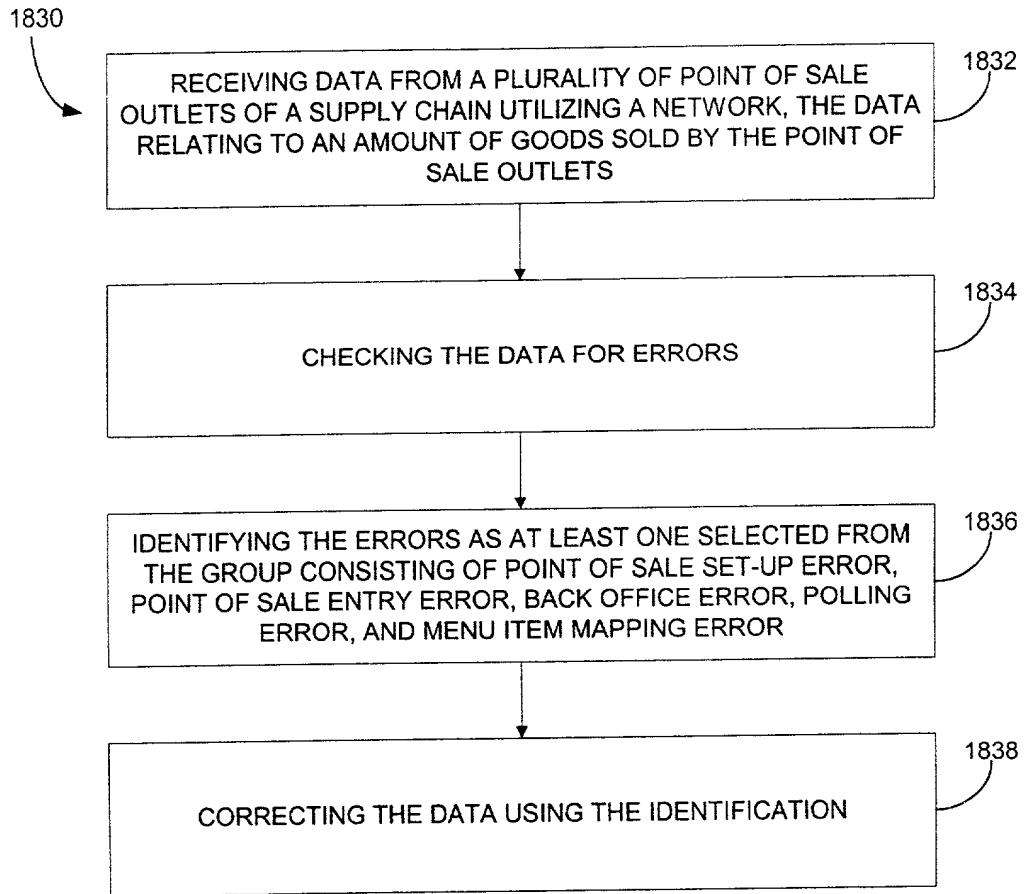 1830
1832
RECEIVING DATA FROM A PLURALITY OF POINT OF SALE
OUTLETS OF A SUPPLY CHAIN UTILIZING A NETWORK, THE DATA
RELATING TO AN AMOUNT OF GOODS SOLD BY THE POINT OF
SALE OUTLETS
1834
CHECKING THE DATA FOR ERRORS
1836
IDENTIFYING THE ERRORS AS AT LEAST ONE SELECTED FROM
THE GROUP CONSISTING OF POINT OF SALE SET-UP ERROR,
POINT OF SALE ENTRY ERROR, BACK OFFICE ERROR, POLLING
ERROR, AND MENU ITEM MAPPING ERROR
1838
CORRECTING THE DATA USING THE IDENTIFICATION